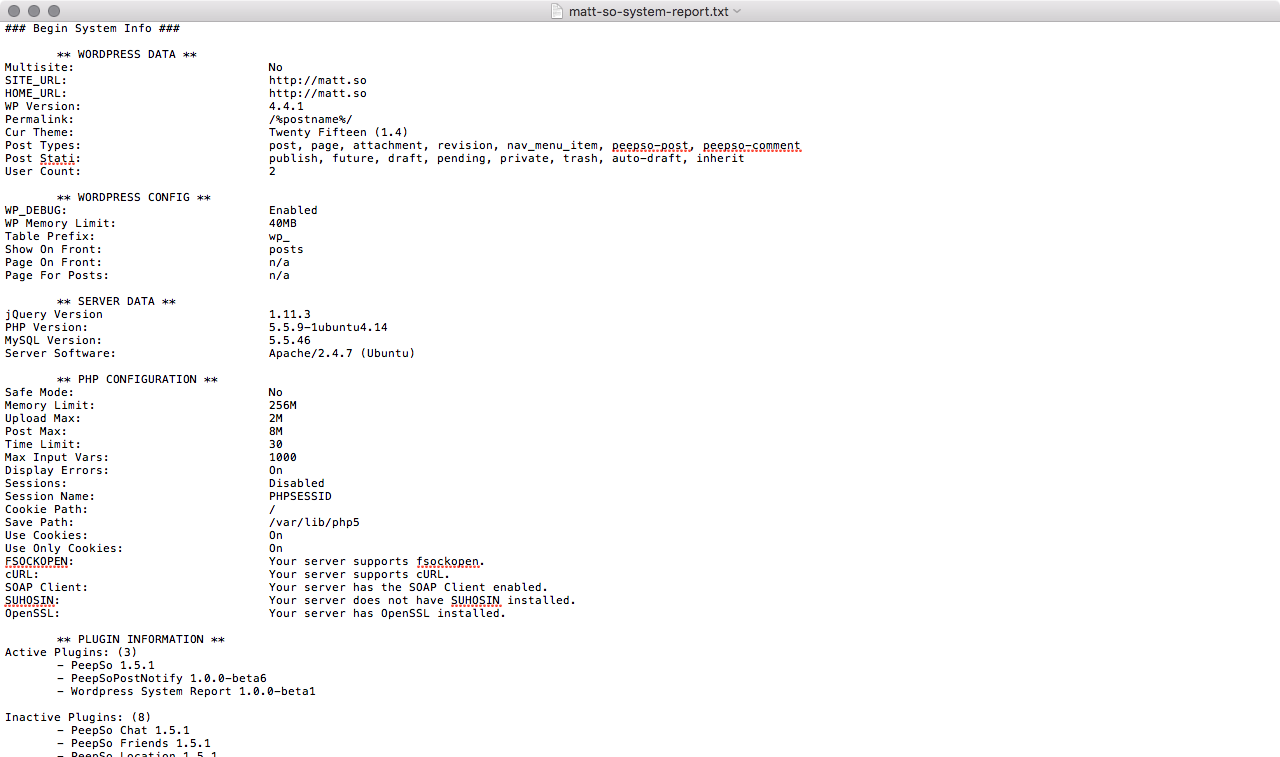 matt-so-system-report.txt
### Begin System Info ###
** WORDPRESS DATA **
Multisite: No
SITE_URL: http://matt.so
HOME_URL: http://matt.so
WP Version: 4.4.1
Permalink: /%postname%/
Cur Theme: Twenty Fifteen (1.4)
Post Types: post, page, attachment, revision, nav_menu_item, peepso-post, peepso-comment
Post Stati: publish, future, draft, pending, private, trash, auto-draft, inherit
User Count: 2
** WORDPRESS CONFIG **
WP_DEBUG: Enabled
WP Memory Limit: 40MB
Table Prefix: wp_
Show On Front: posts
Page On Front: n/a
Page For Posts: n/a
** SERVER DATA **
jQuery Version 1.11.3
PHP Version: 5.5.9-1ubuntu4.14
MySQL Version: 5.5.46
Server Software: Apache/2.4.7 (Ubuntu)
** PHP CONFIGURATION **
Safe Mode: No
Memory Limit: 256M
Upload Max: 2M
Post Max: 8M
Time Limit: 30
Max Input Vars: 1000
Display Errors: On
Sessions: Disabled
Session Name: PHPSESSID
Cookie Path: /
Save Path: /var/lib/php5
Use Cookies: On
Use Only Cookies: On
FSOCKOPEN: Your server supports fsockopen.
cURL: Your server supports cURL.
SOAP Client: Your server has the SOAP Client enabled.
SUHOSIN: Your server does not have SUHOSIN installed.
OpenSSL: Your server has OpenSSL installed.
** PLUGIN INFORMATION **
Active Plugins: (3)
- PeepSo 1.5.1
- PeepSoPostNotify 1.0.0-beta6
- Wordpress System Report 1.0.0-beta1
Inactive Plugins: (8)
- PeepSo Chat 1.5.1
- PeepSo Friends 1.5.1
- PeepSo Location 1.5.1